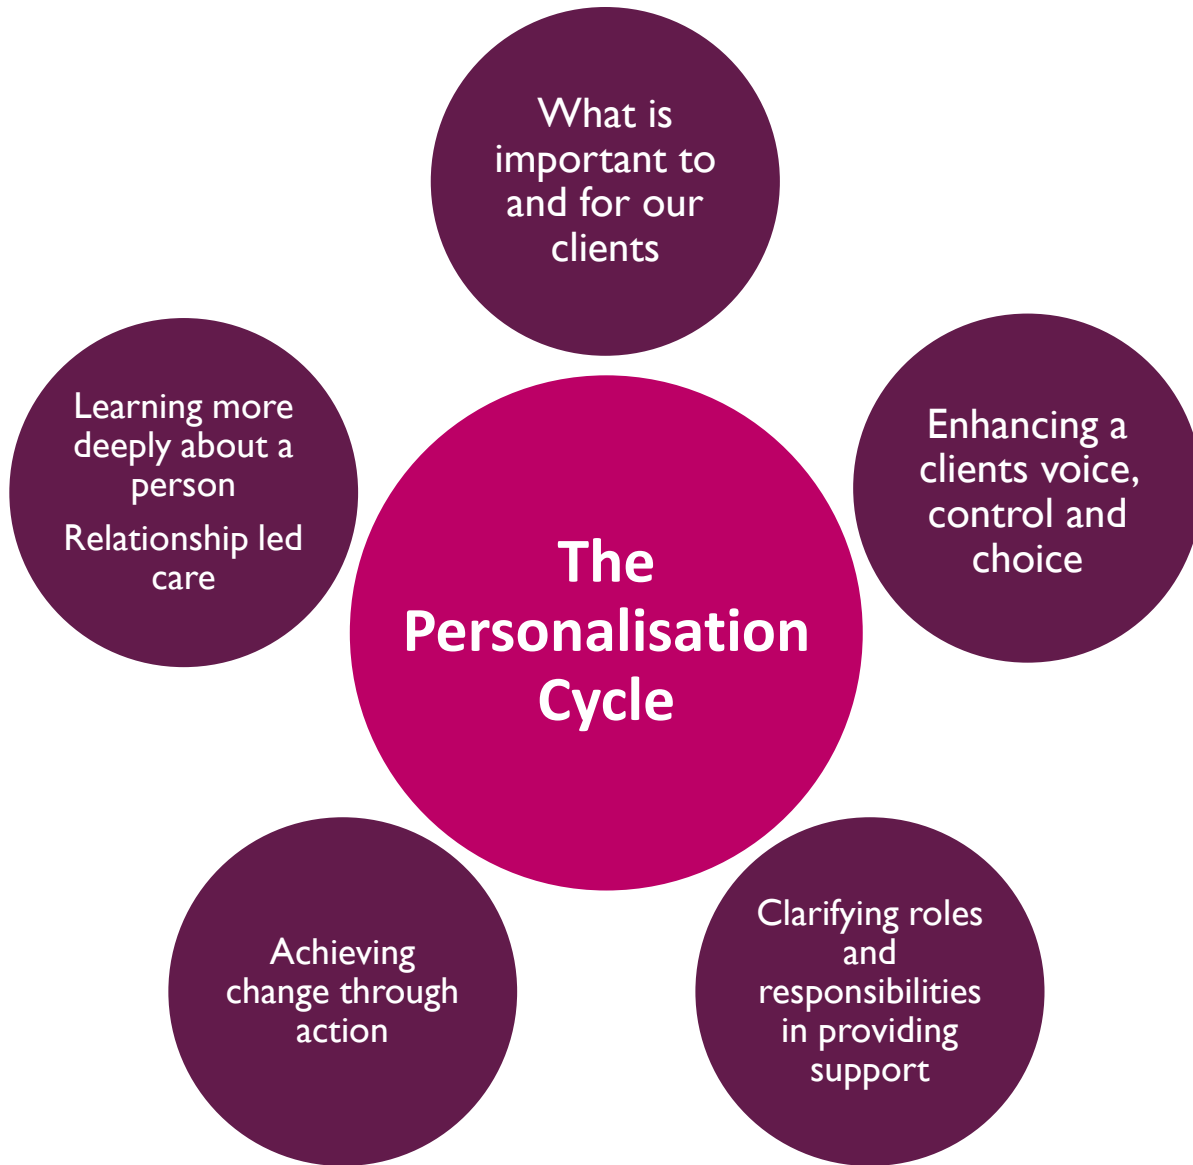 What is
important to
and for our
clients
Enhancing a
clients voice,
control and
choice
Clarifying roles
and
responsibilities
in providing
support
Achieving
change through
action
Learning more
deeply about a
person
Relationship led
care
The
Personalisation
Cycle